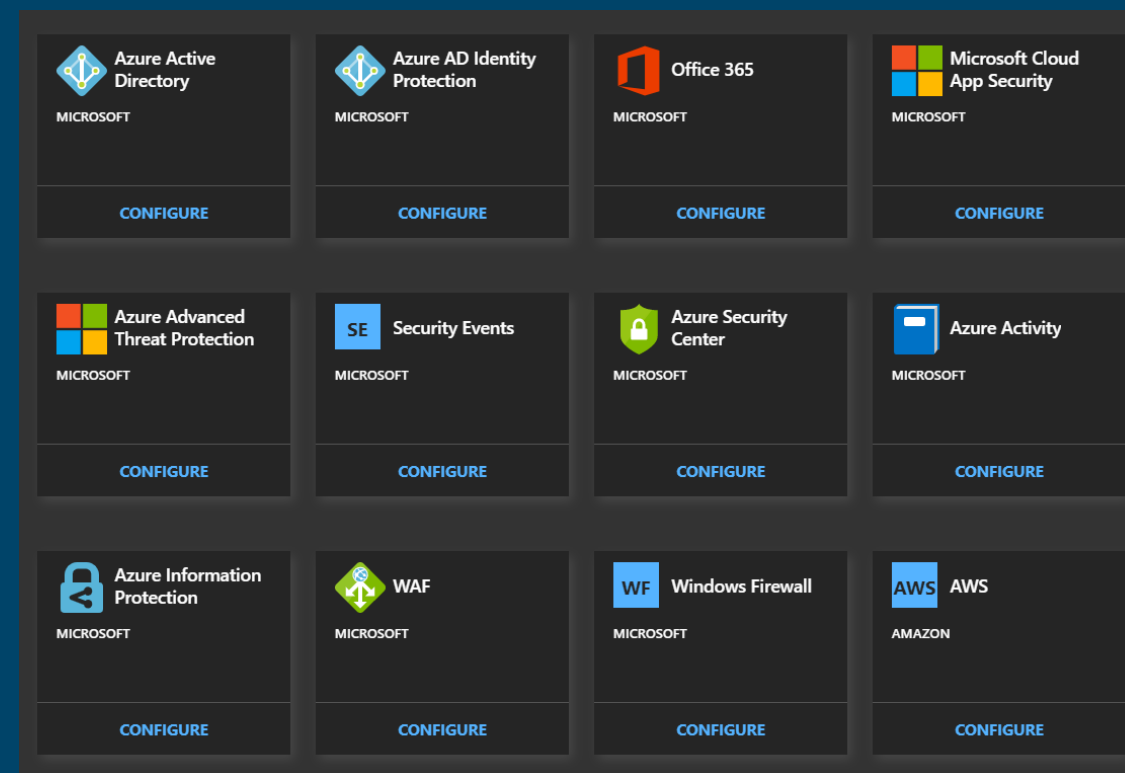 Azure Active
Directory
MICROSOFT
CONFIGURE
Azure AD Identity
Protection
MICROSOFT
CONFIGURE
Office 365
MICROSOFT
CONFIGURE
Microsoft Cloud
App Security
MICROSOFT
CONFIGURE
Azure Advanced
Threat Protection
MICROSOFT
CONFIGURE
SE
Security Events
MICROSOFT
CONFIGURE
Azure Security
Center
MICROSOFT
CONFIGURE
Azure Activity
MICROSOFT
CONFIGURE
Azure Information
Protection
MICROSOFT
CONFIGURE
WAF
MICROSOFT
CONFIGURE
WF
Windows Firewall
MICROSOFT
CONFIGURE
AWS
AWS
AMAZON
CONFIGURE